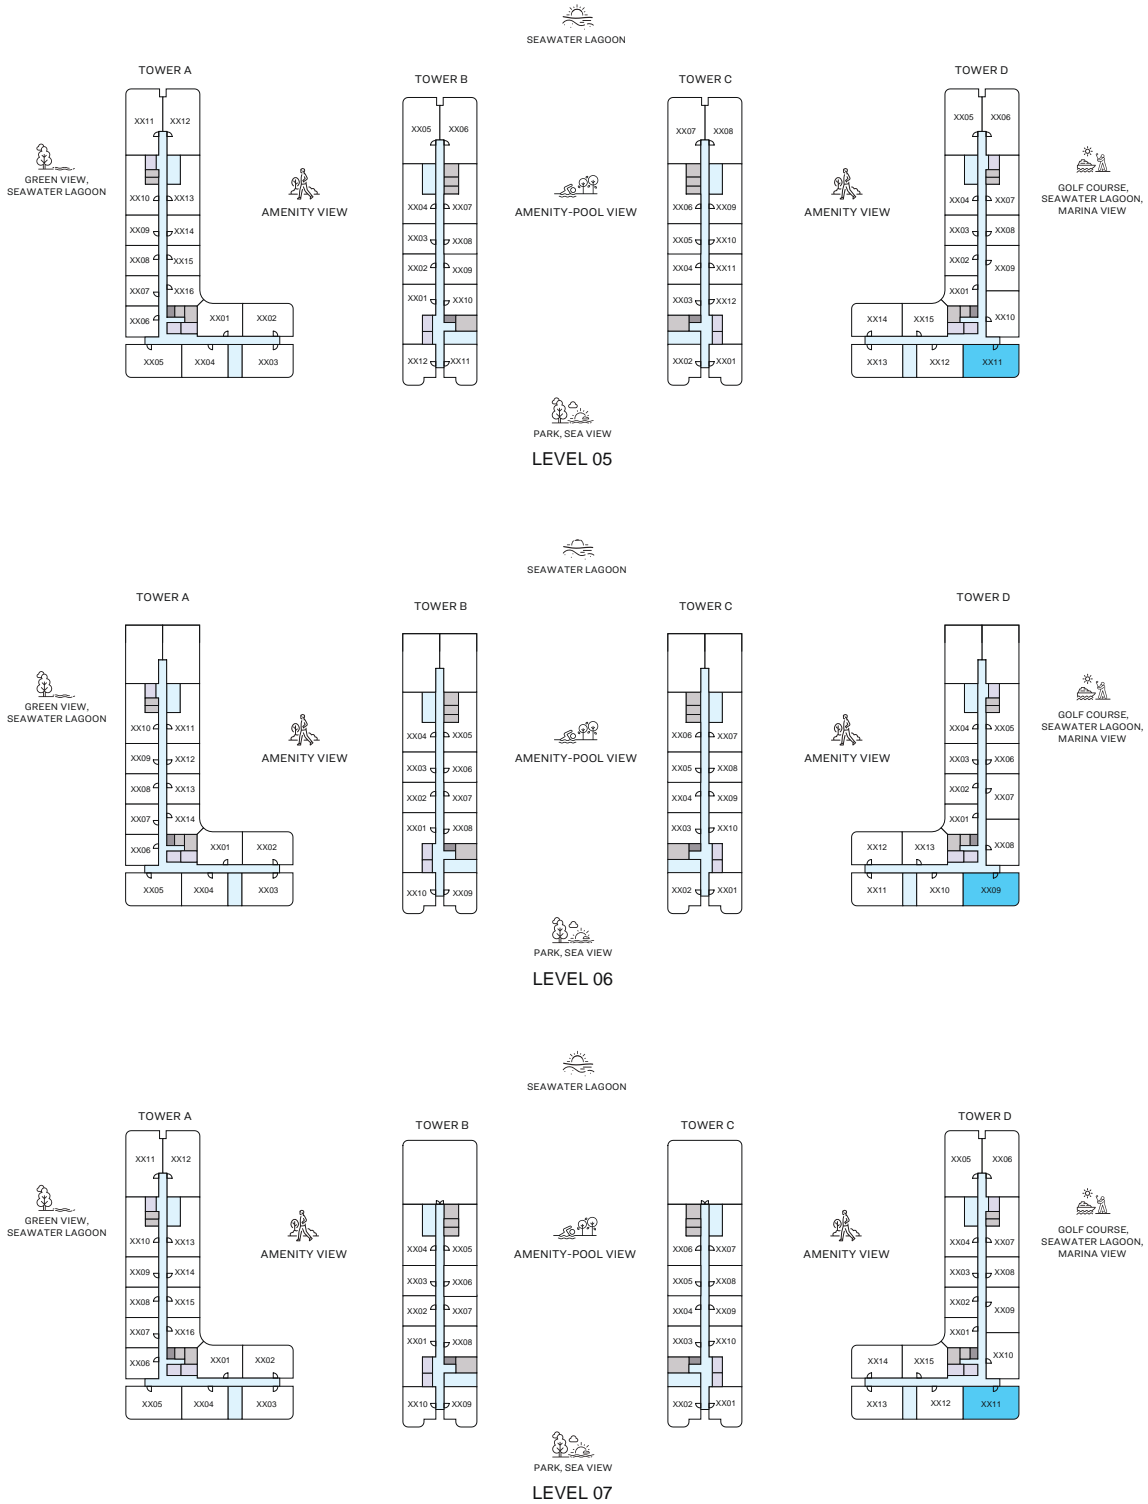 SEAWATER LAGOON
TOWER A
TOWER B
TOWER C
TOWER D
XX11 XX12
XX05 XX06
XX07 XX08
XX05 XX06
GREEN VIEW,
SEAWATER LAGOON
AMENITY VIEW
AMENITY-POOL VIEW
AMENITY VIEW
GOLF COURSE,
SEAWATER LAGOON,
MARINA VIEW
XX10 XX13
XX04 XX07
XX06 XX09
XX04 XX07
XX09 XX14
XX03 XX08
XX05 XX10
XX03 XX08
XX08 XX15
XX02 XX09
XX04 XX11
XX02 XX09
XX07 XX16
XX01 XX10
XX03 XX12
XX01
XX06 XX01 XX02
XX14 XX15 XX10
XX05 XX04 XX03
XX12 XX11
XX02 XX01
XX13 XX12 XX11
PARK, SEA VIEW
LEVEL 05
SEAWATER LAGOON
TOWER A
TOWER B
TOWER C
TOWER D
GREEN VIEW,
SEAWATER LAGOON
AMENITY VIEW
AMENITY-POOL VIEW
AMENITY VIEW
GOLF COURSE,
SEAWATER LAGOON,
MARINA VIEW
XX10 XX11
XX04 XX05
XX06 XX07
XX04 XX05
XX09 XX12
XX03 XX06
XX05 XX08
XX03 XX06
XX08 XX13
XX02 XX07
XX04 XX09
XX02 XX07
XX07 XX14
XX01 XX08
XX03 XX10
XX01
XX06 XX01 XX02
XX12 XX13 XX08
XX05 XX04 XX03
XX10 XX09
XX02 XX01
XX11 XX10 XX09
PARK, SEA VIEW
LEVEL 06
SEAWATER LAGOON
TOWER A
TOWER B
TOWER C
TOWER D
XX11 XX12
XX05 XX06
GREEN VIEW,
SEAWATER LAGOON
AMENITY VIEW
AMENITY-POOL VIEW
AMENITY VIEW
GOLF COURSE,
SEAWATER LAGOON,
MARINA VIEW
XX10 XX13
XX04 XX05
XX06 XX07
XX04 XX07
XX09 XX14
XX03 XX06
XX05 XX08
XX03 XX08
XX08 XX15
XX02 XX07
XX04 XX09
XX02 XX09
XX07 XX16
XX01 XX08
XX03 XX10
XX01
XX06 XX01 XX02
XX14 XX15 XX10
XX05 XX04 XX03
XX10 XX09
XX02 XX01
XX13 XX12 XX11
PARK, SEA VIEW
LEVEL 07